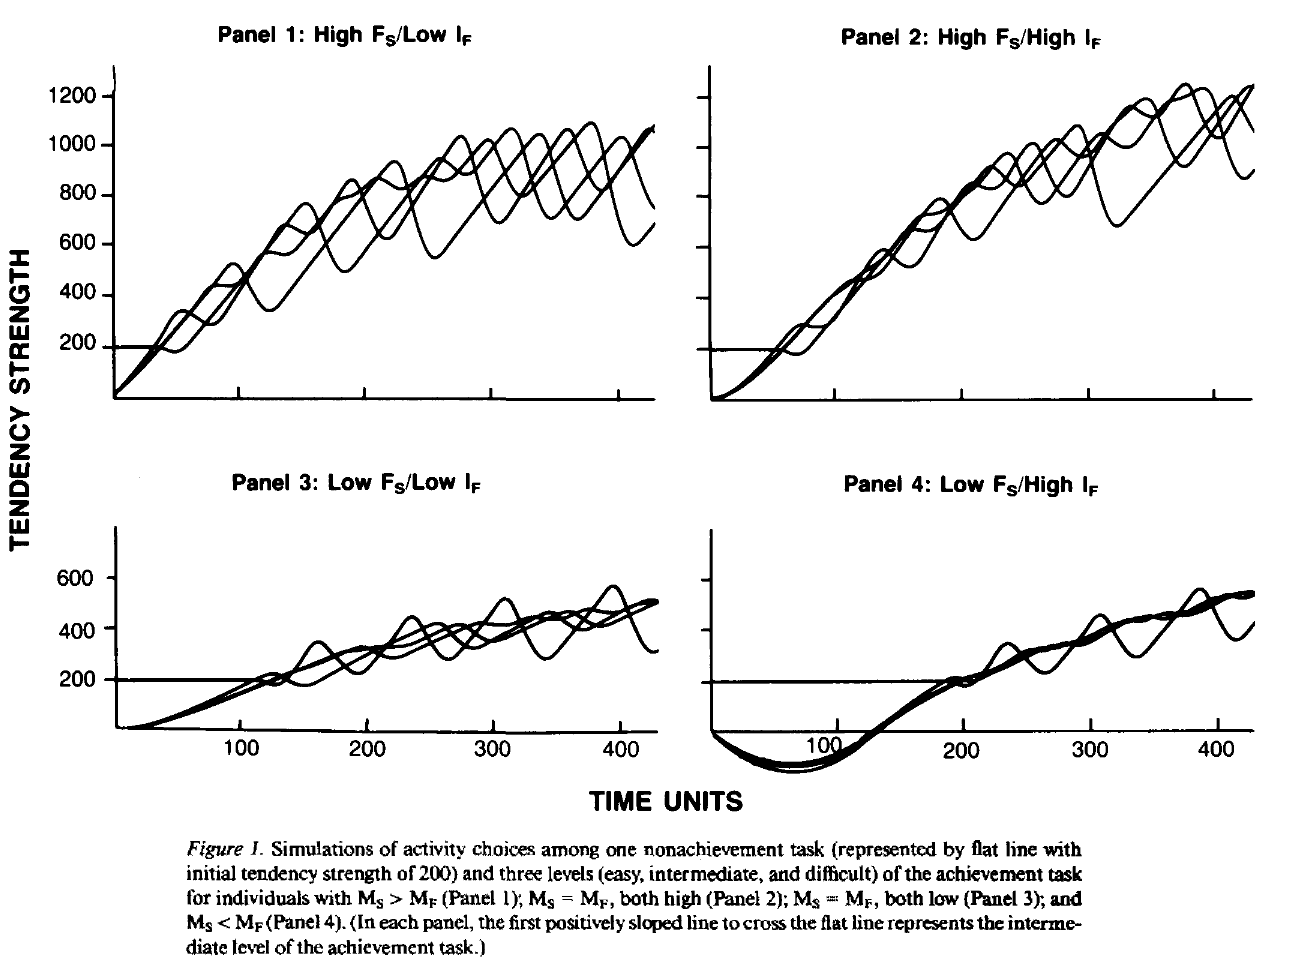 Panel 1: High FS/Low IF
Panel 2: High FS/High IF
1200
1000
800
600
400
200
TENDENCY STRENGTH
Panel 3: Low FS/Low IF
Panel 4: Low FS/High IF
600
400
200
100
200
300
400
100
200
300
400
TIME UNITS
Figure 1. Simulations of activity choices among one nonachievement task (represented by flat line with
initial tendency strength of 200) and three levels (easy, intermediate, and difficult) of the achievement task
for individuals with MS > MF (Panel 1); MS = MF, both high (Panel 2); MS = MF, both low (Panel 3); and
MS < MF (Panel 4). (In each panel, the first positively sloped line to cross the flat line represents the interme-
diate level of the achievement task.)